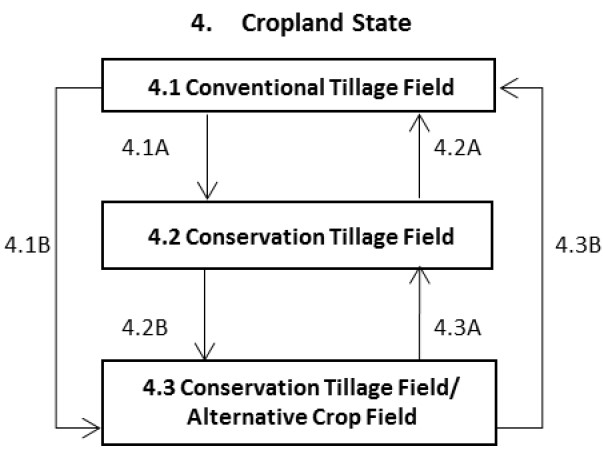 4. Cropland State
4.1 Conventional Tillage Field
4.1A
4.2A
4.2 Conservation Tillage Field
4.1B
4.3B
4.2B
4.3A
4.3 Conservation Tillage Field/
Alternative Crop Field